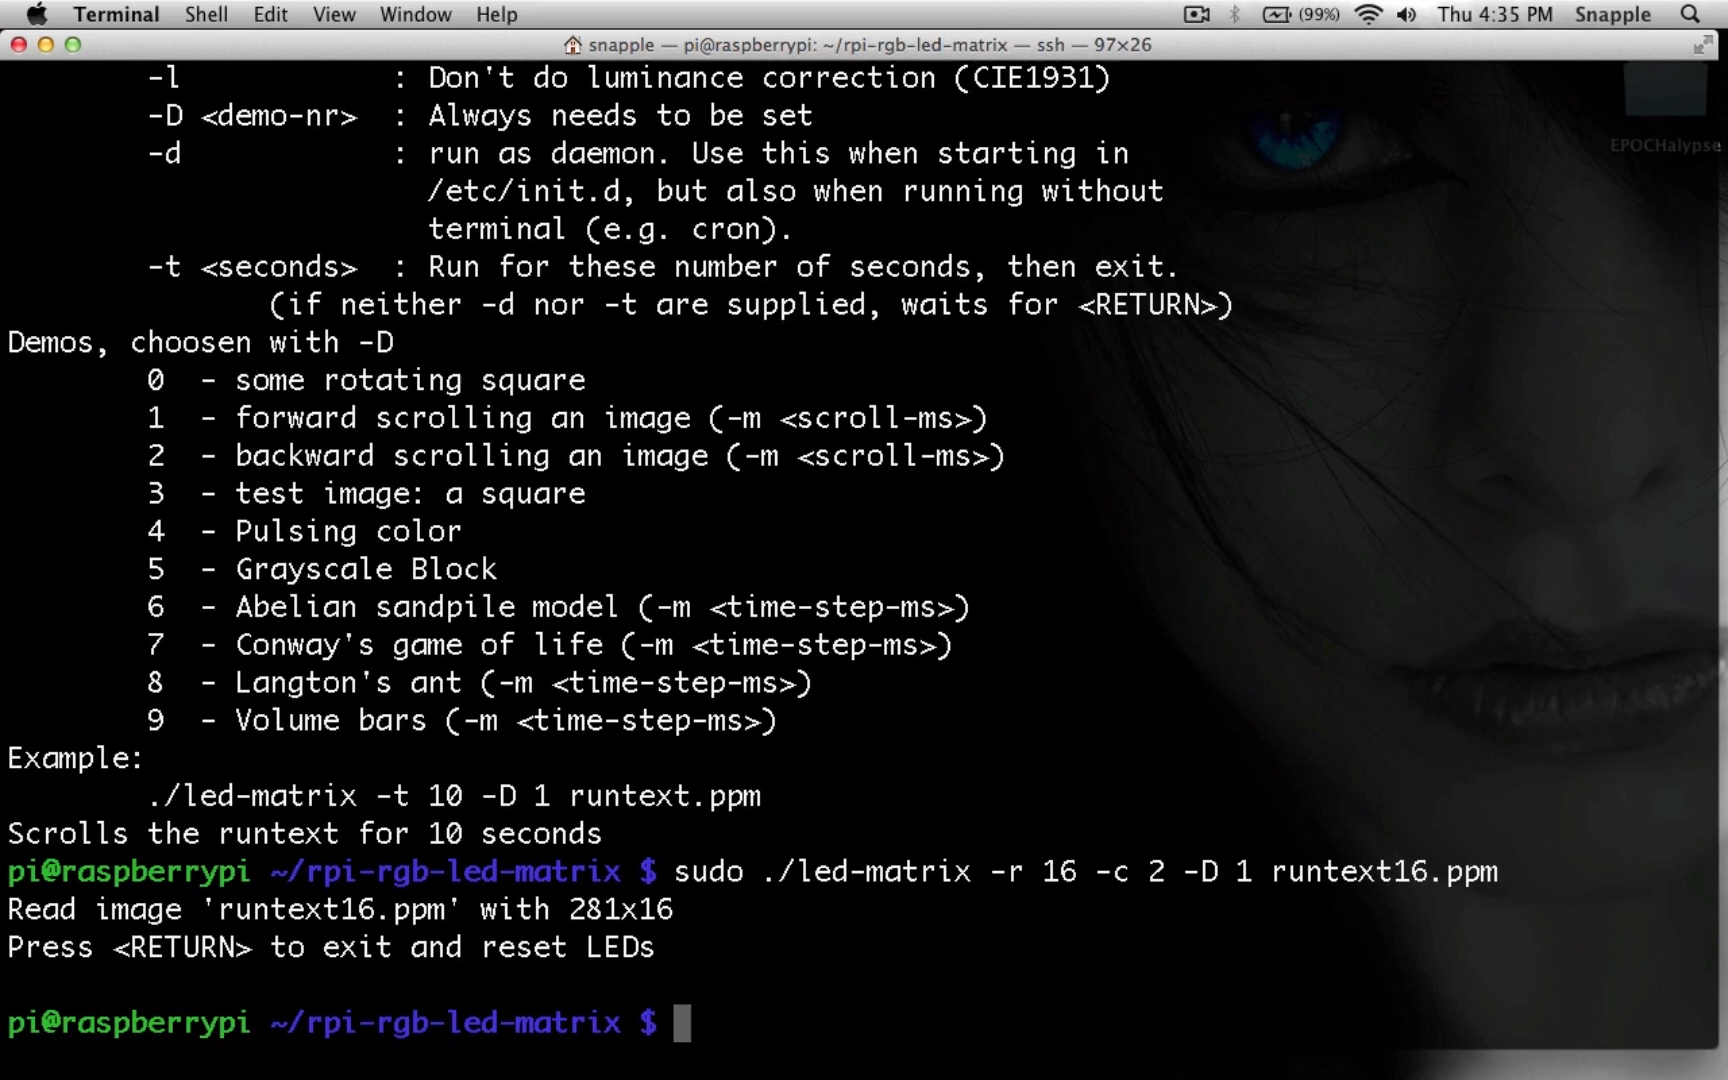 Terminal Shell Edit View Window Help (99%) Thu 4:35 PM Snapple
snapple — pi@raspberrypi: ~/rpi-rgb-led-matrix — ssh — 97×26
-l : Don't do luminance correction (CIE1931)
-D <demo-nr> : Always needs to be set
-d : run as daemon. Use this when starting in
/etc/init.d, but also when running without
terminal (e.g. cron).
-t <seconds> : Run for these number of seconds, then exit.
(if neither -d nor -t are supplied, waits for <RETURN>)
Demos, choosen with -D
0 - some rotating square
1 - forward scrolling an image (-m <scroll-ms>)
2 - backward scrolling an image (-m <scroll-ms>)
3 - test image: a square
4 - Pulsing color
5 - Grayscale Block
6 - Abelian sandpile model (-m <time-step-ms>)
7 - Conway's game of life (-m <time-step-ms>)
8 - Langton's ant (-m <time-step-ms>)
9 - Volume bars (-m <time-step-ms>)
Example:
./led-matrix -t 10 -D 1 runtext.ppm
Scrolls the runtext for 10 seconds
pi@raspberrypi ~/rpi-rgb-led-matrix $ sudo ./led-matrix -r 16 -c 2 -D 1 runtext16.ppm
Read image 'runtext16.ppm' with 281x16
Press <RETURN> to exit and reset LEDs
pi@raspberrypi ~/rpi-rgb-led-matrix $
EPOCHalypse